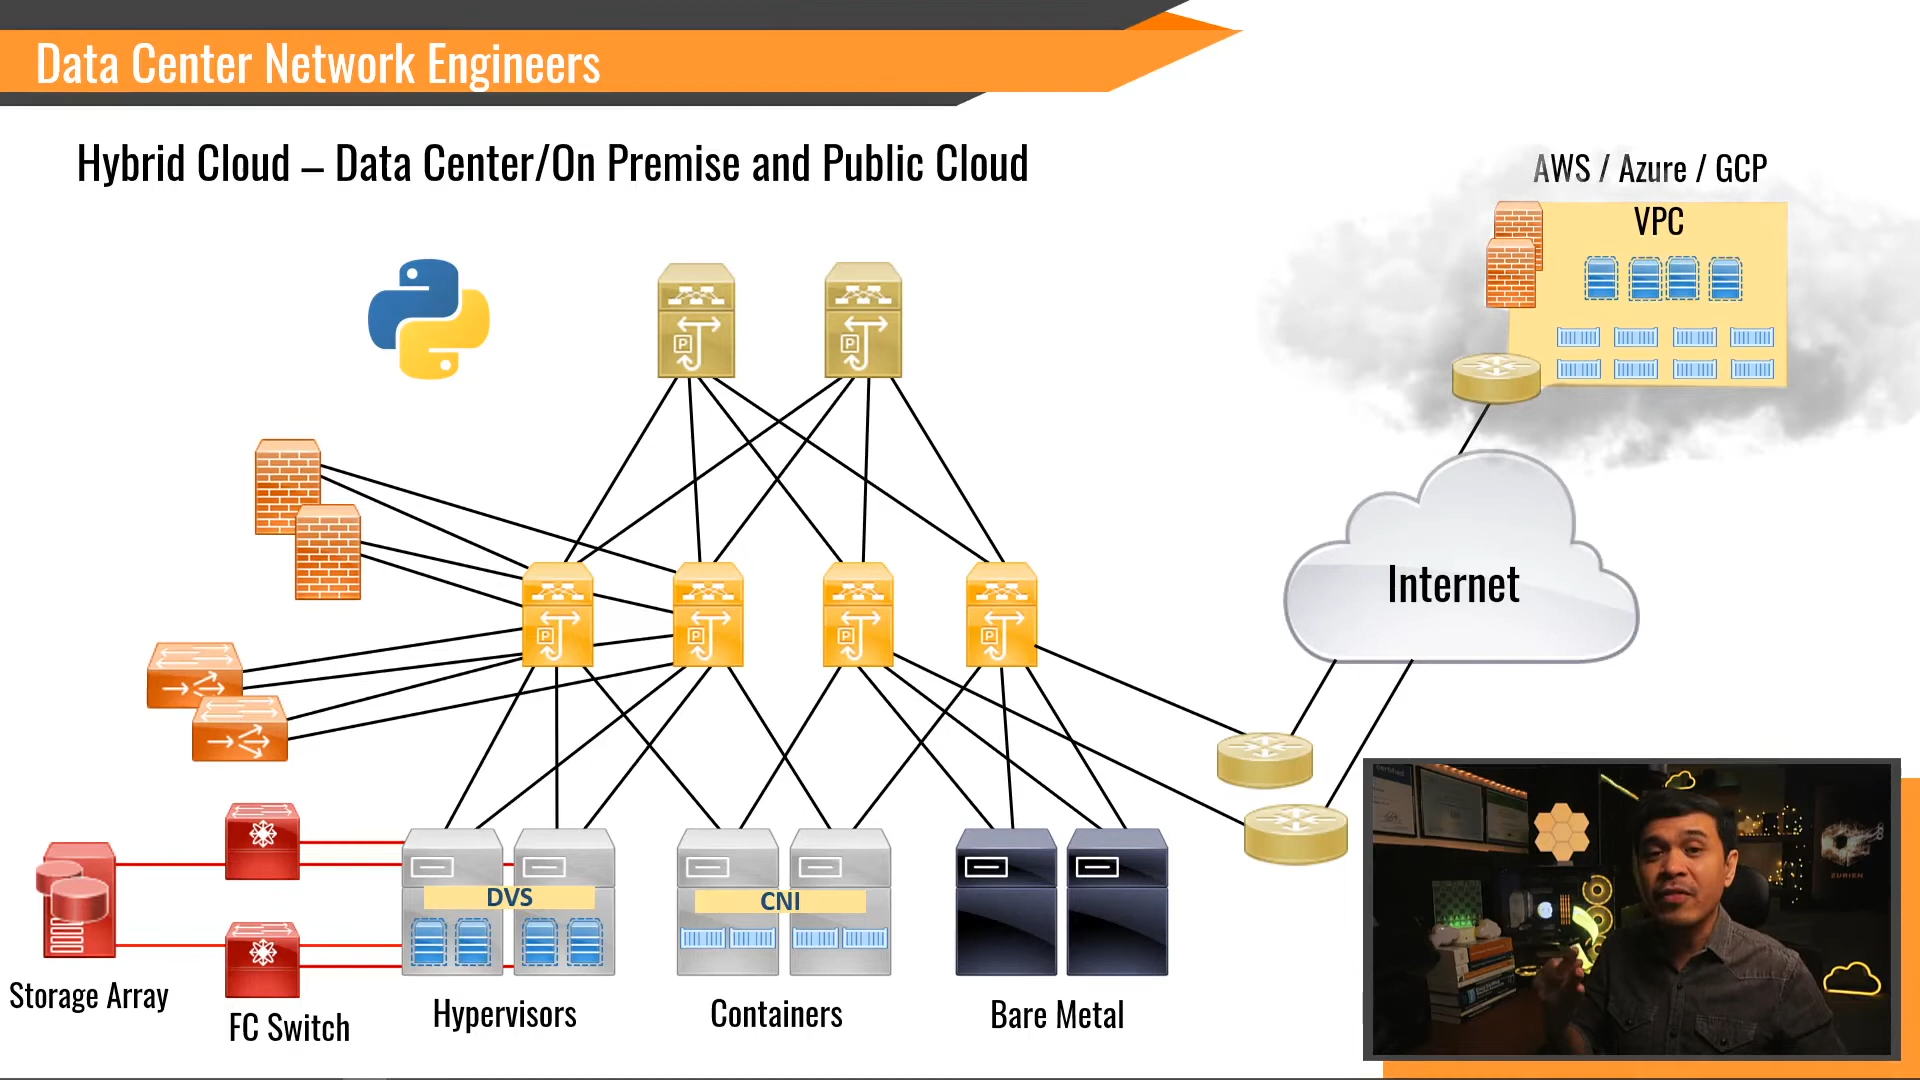 Data Center Network Engineers
Hybrid Cloud – Data Center/On Premise and Public Cloud
AWS / Azure / GCP
VPC
P
P
Internet
P
P
P
P
DVS
CNI
ZURIEN
Storage Array
FC Switch
Hypervisors
Containers
Bare Metal